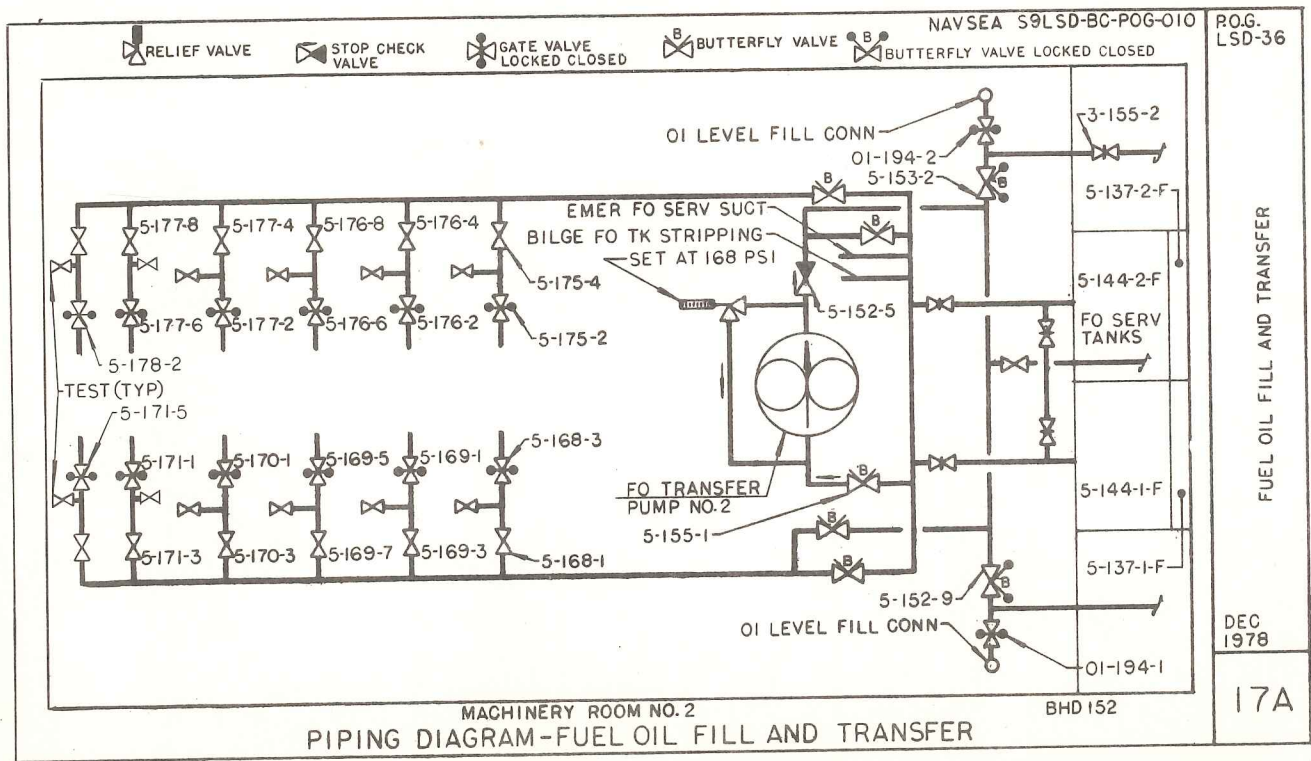 NAVSEA S9LSD-BC-POG-010
P.O.G.
LSD-36
RELIEF VALVE
STOP CHECK
VALVE
GATE VALVE
LOCKED CLOSED
B
BUTTERFLY VALVE
B
BUTTERFLY VALVE LOCKED CLOSED
01 LEVEL FILL CONN
01-194-2
5-153-2
B
3-155-2
5-137-2-F
B
EMER FO SERV SUCT
BILGE FO TK STRIPPING
SET AT 168 PSI
B
5-177-8
5-177-4
5-176-8
5-176-4
5-175-4
5-144-2-F
5-177-6
5-177-2
5-176-6
5-176-2
5-175-2
5-152-5
FO SERV
TANKS
5-178-2
TEST (TYP)
5-171-5
5-171-1
5-170-1
5-169-5
5-169-1
5-168-3
FO TRANSFER
PUMP NO. 2
5-155-1
B
5-144-1-F
5-171-3
5-170-3
5-169-7
5-169-3
5-168-1
B
B
5-152-9
B
5-137-1-F
01 LEVEL FILL CONN
01-194-1
BHD 152
MACHINERY ROOM NO. 2
PIPING DIAGRAM-FUEL OIL FILL AND TRANSFER
FUEL OIL FILL AND TRANSFER
DEC
1978
17A